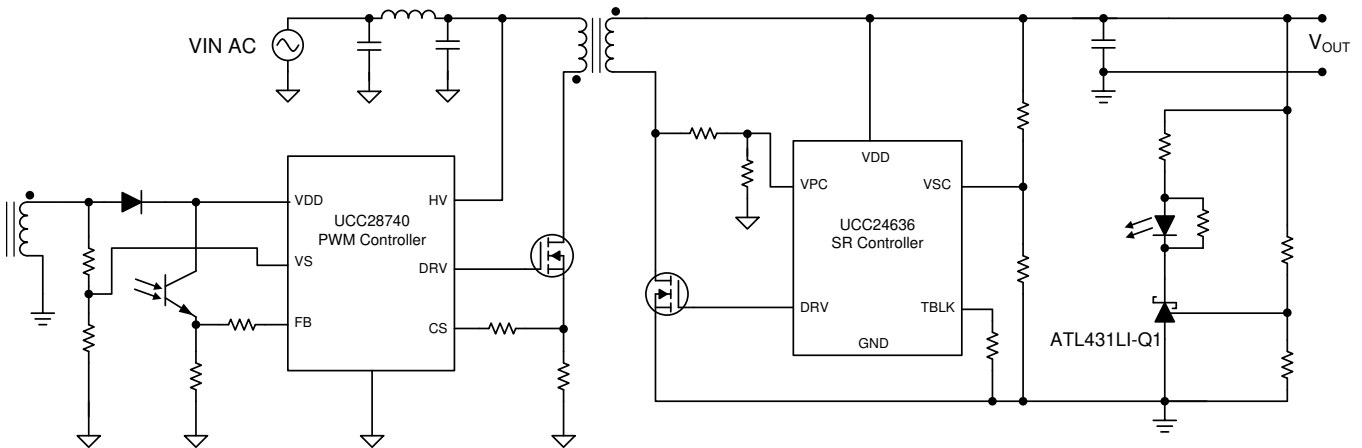 VIN AC
VOUT
VDD
HV
UCC28740
PWM Controller
VS
DRV
FB
CS
VDD
VPC
VSC
UCC24636
SR Controller
DRV
TBLK
GND
ATL431LI-Q1